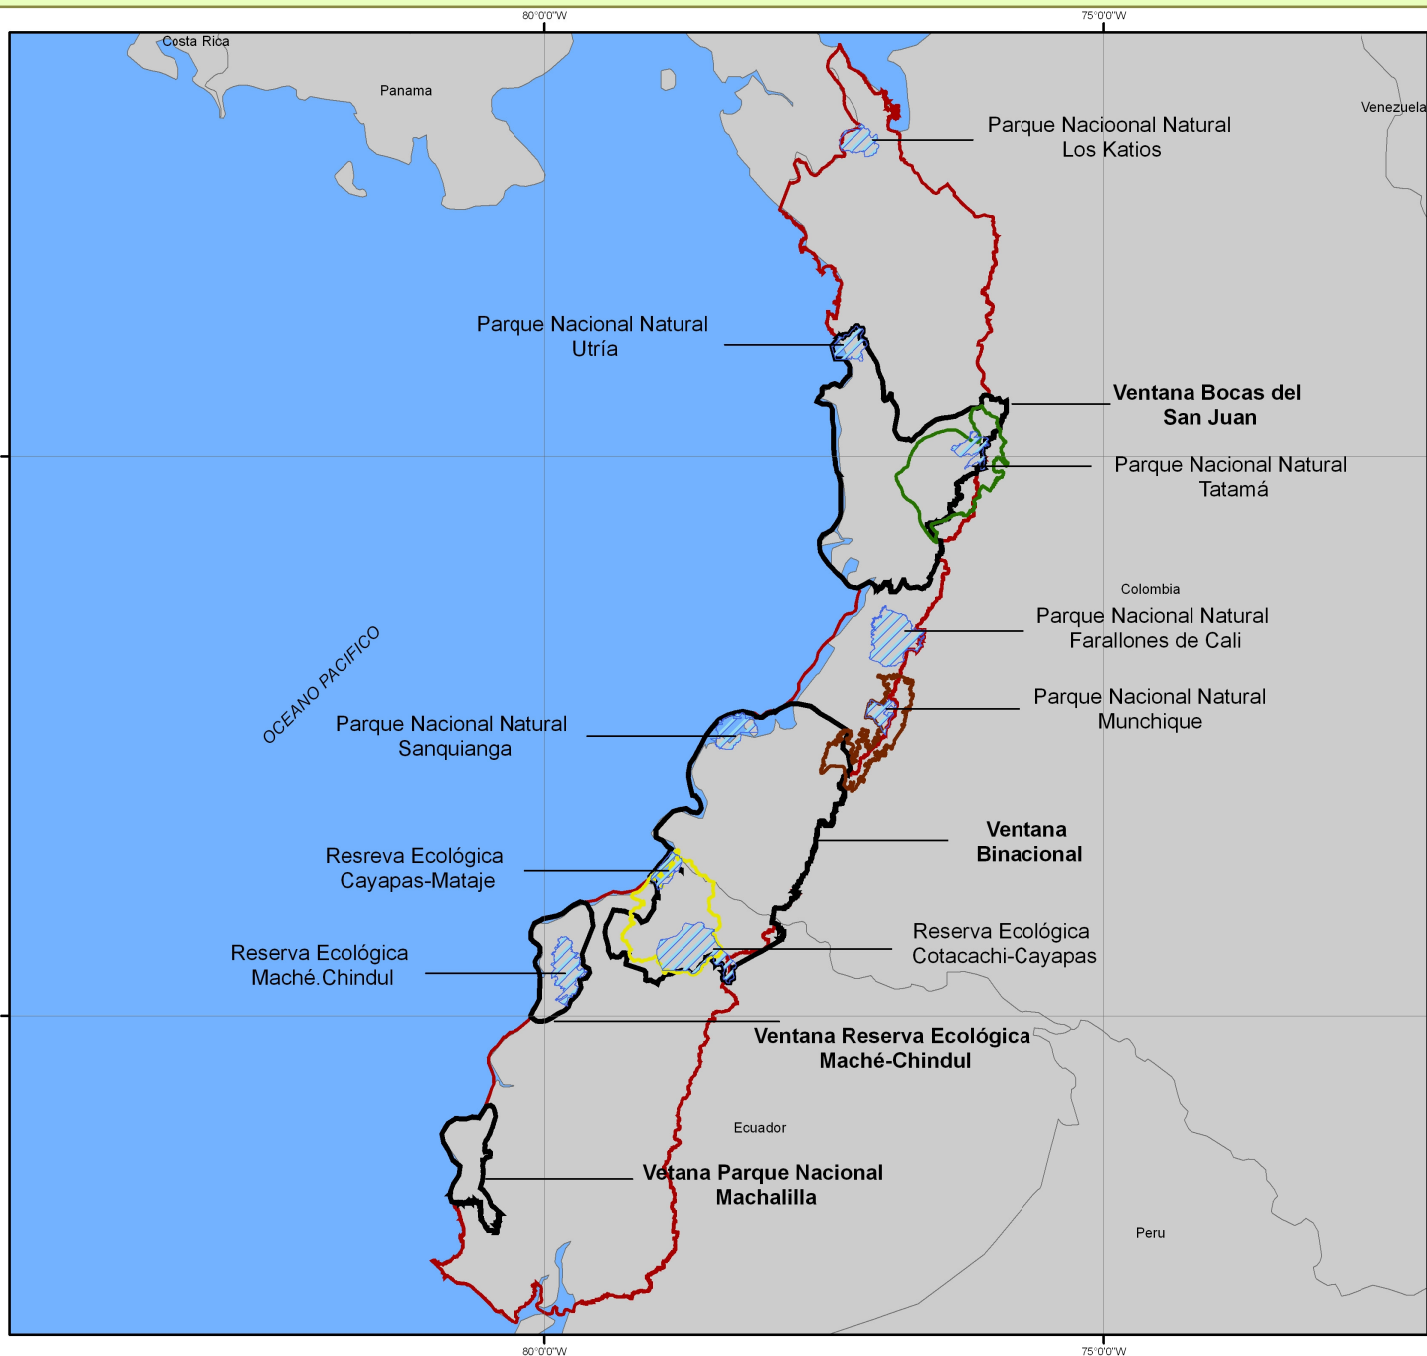 80°0'0"W
75°0'0"W
Costa Rica
Panama
Venezuela
Parque Nacioonal Natural
Los Katios
Parque Nacional Natural
Utría
Ventana Bocas del
San Juan
Parque Nacional Natural
Tatamá
Colombia
Parque Nacional Natural
Farallones de Cali
OCEANO PACIFICO
Parque Nacional Natural
Munchique
Parque Nacional Natural
Sanquianga
Ventana
Binacional
Resreva Ecológica
Cayapas-Mataje
Reserva Ecológica
Cotacachi-Cayapas
Reserva Ecológica
Maché.Chindul
Ventana Reserva Ecológica
Maché-Chindul
Ecuador
Vetana Parque Nacional
Machalilla
Peru
80°0'0"W
75°0'0"W